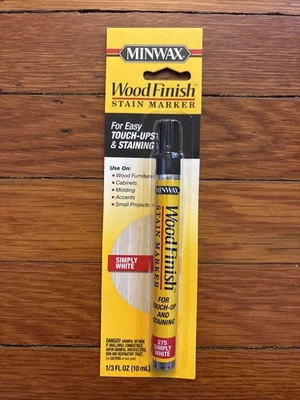 MINWAX
Wood Finish™
STAIN MARKER
For Easy
TOUCH-UPS
& STAINING
Use On:
• Wood Furniture
• Cabinets
• Molding
• Accents
• Small Projects
SIMPLY
WHITE
1/3 FL OZ (10 mL)
MINWAX
Wood Finish
STAIN MARKER
FOR
TOUCH-UP
AND
STAINING
275
SIMPLY
WHITE